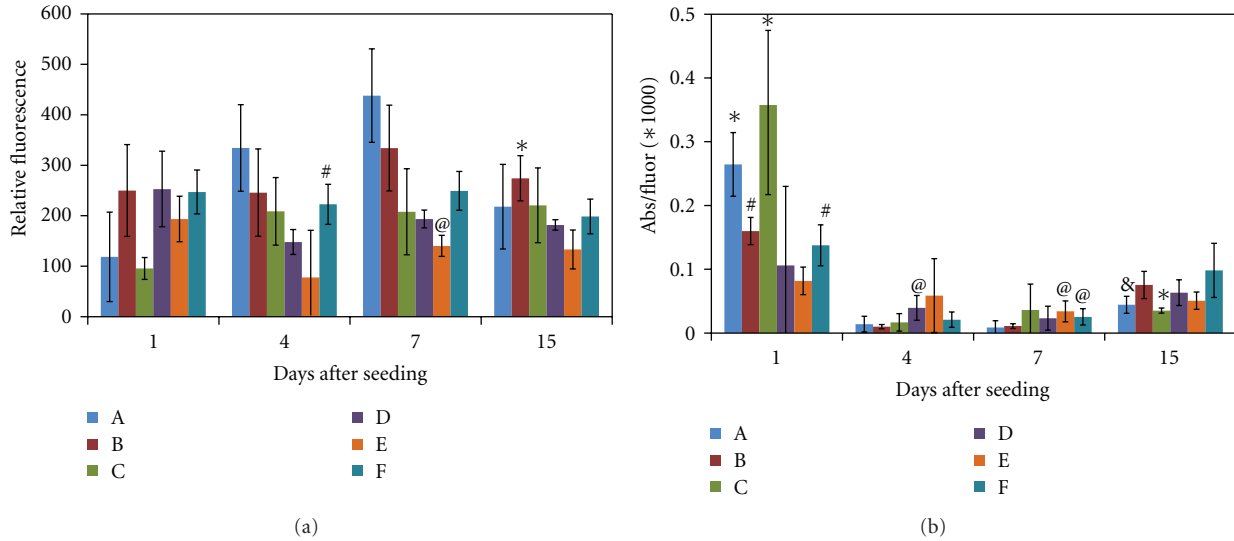 600
500
400
300
200
100
0
Relative fluorescence
#
@
*
1 4 7 15
Days after seeding
A
B
C
D
E
F
(a)
0.5
0.4
0.3
0.2
0.1
0
Abs/fluor (*1000)
*
#
*
#
@
@
@
&
*
1 4 7 15
Days after seeding
A
B
C
D
E
F
(b)